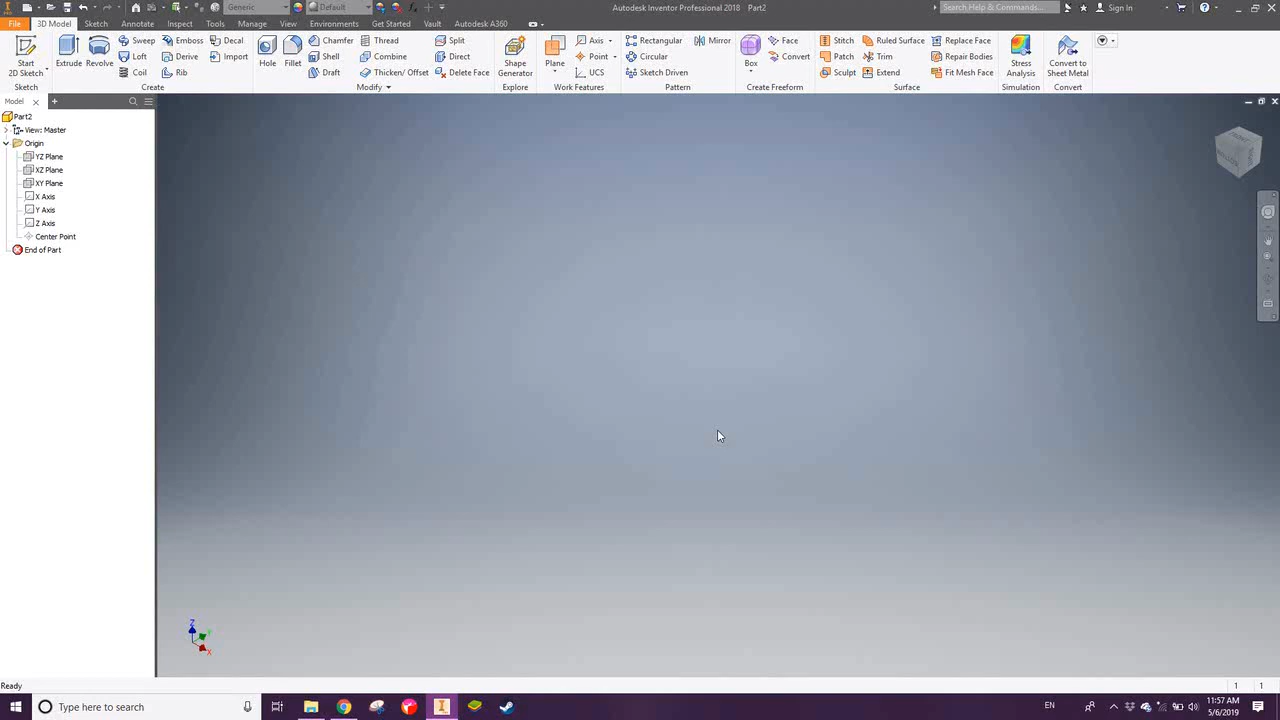 Generic Default Autodesk Inventor Professional 2018 Part2 Search Help & Commands... Sign In
File 3D Model Sketch Annotate Inspect Tools Manage View Environments Get Started Vault Autodesk A360
Start 2D Sketch Extrude Revolve Sweep Emboss Decal Hole Fillet Chamfer Thread Split Shape Generator Plane Axis Rectangular Mirror Box Face Stitch Ruled Surface Replace Face Stress Analysis Convert to Sheet Metal
Loft Derive Import Shell Combine Direct Point Circular Convert Patch Trim Repair Bodies
Coil Rib Draft Thicken/ Offset Delete Face UCS Sketch Driven Sculpt Extend Fit Mesh Face
Sketch Create Modify Explore Work Features Pattern Create Freeform Surface Simulation Convert
Model
Part2
View: Master
Origin
YZ Plane
XZ Plane
XY Plane
X Axis
Y Axis
Z Axis
Center Point
End of Part
Z
X
Ready 1 1
Type here to search EN 11:57 AM
5/6/2019